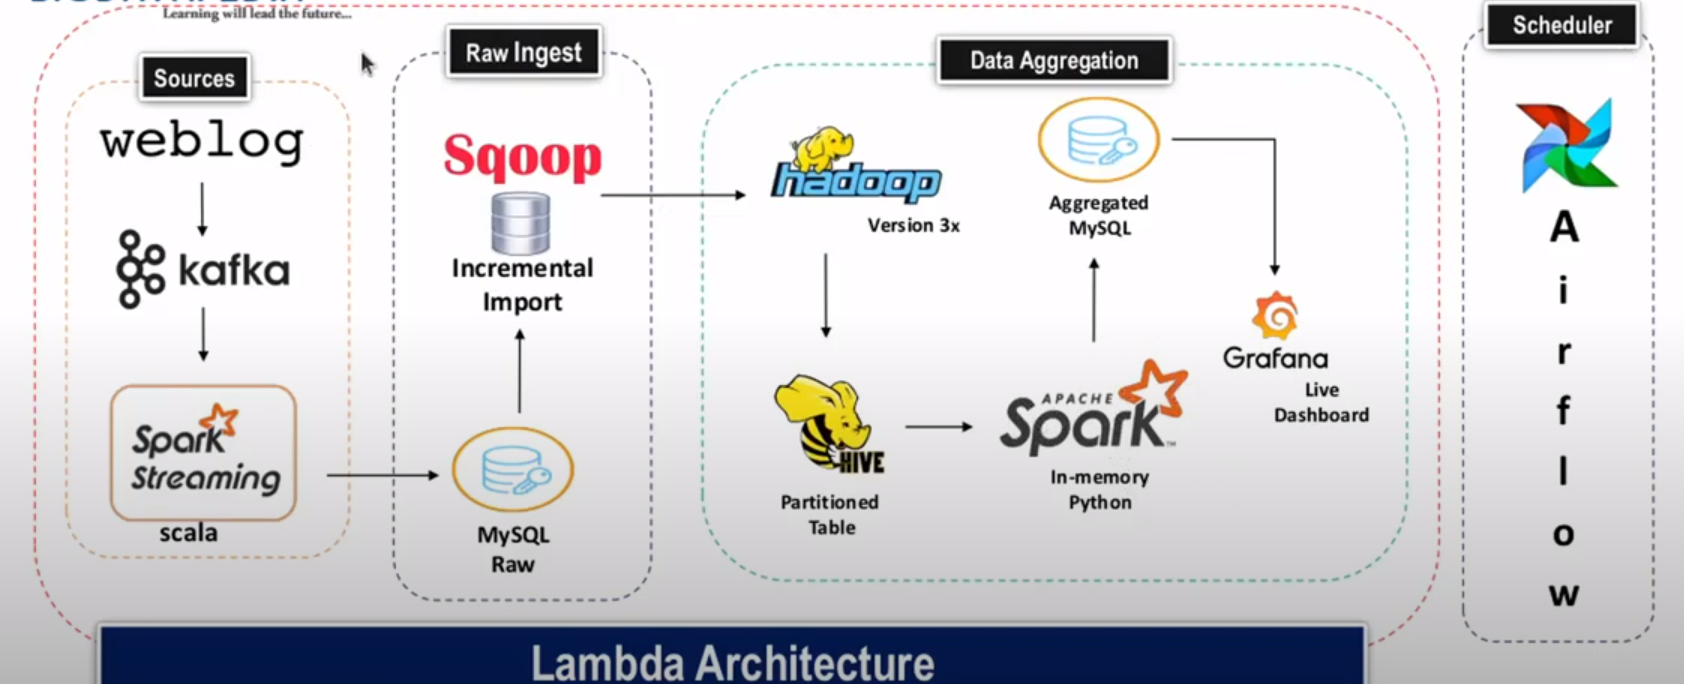 Learning will lead the future...
Sources
weblog
kafka
Spark
Streaming
scala
Raw Ingest
Sqoop
Incremental
Import
MySQL
Raw
Data Aggregation
hadoop
Version 3x
HIVE
Partitioned
Table
APACHE
Spark™
In-memory
Python
Aggregated
MySQL
Grafana
Live
Dashboard
Scheduler
A
i
r
f
l
o
w
Lambda Architecture